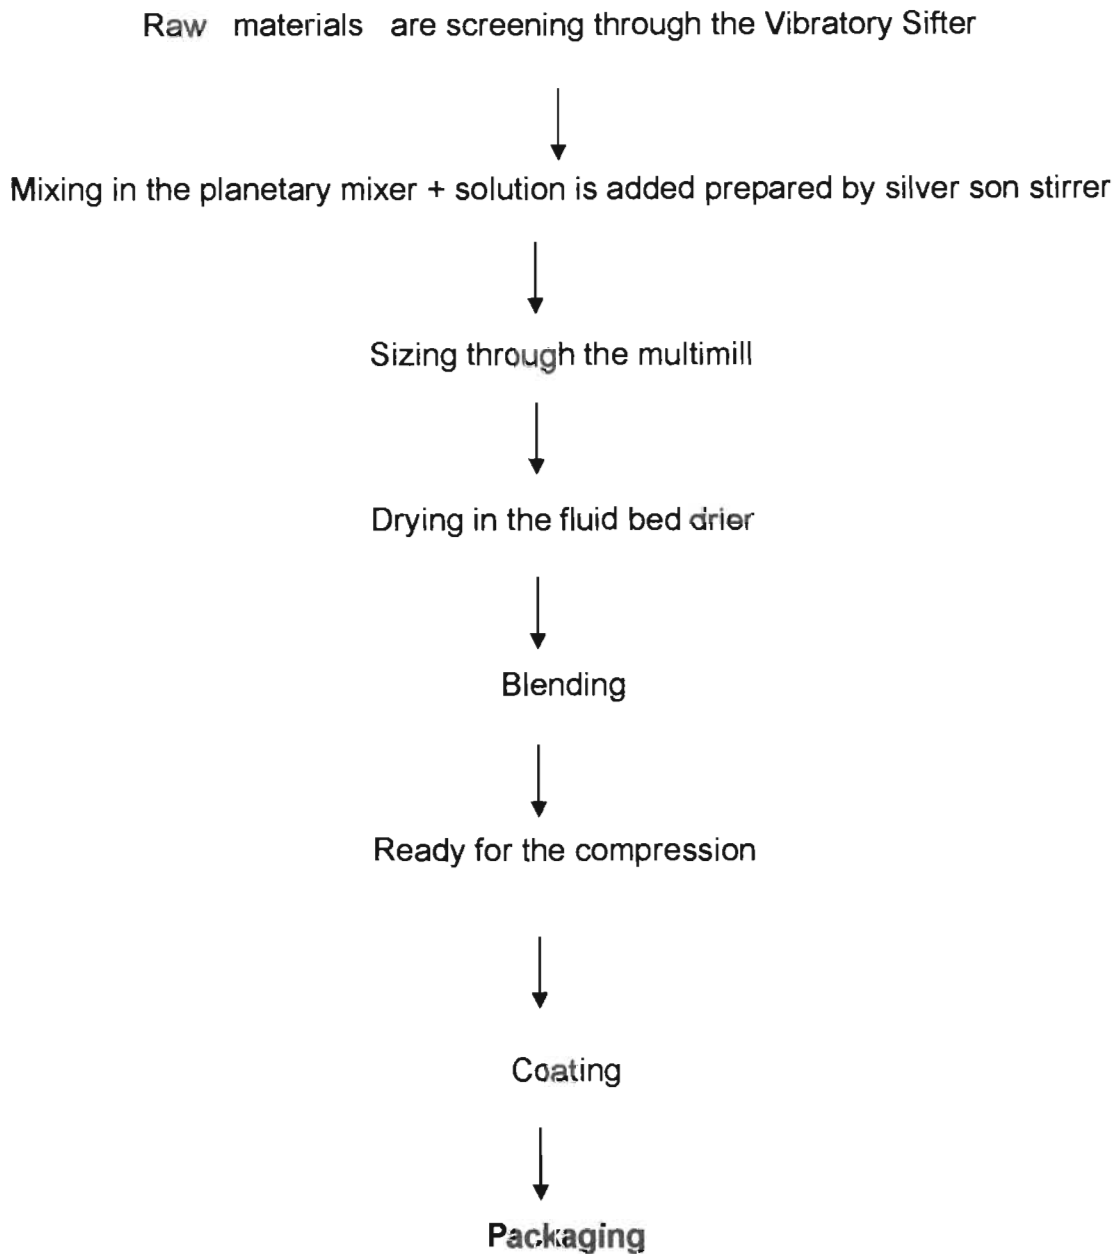 Raw materials are screening through the Vibratory Sifter
Mixing in the planetary mixer + solution is added prepared by silver son stirrer
Sizing through the multimill
Drying in the fluid bed drier
Blending
Ready for the compression
Coating
Packaging